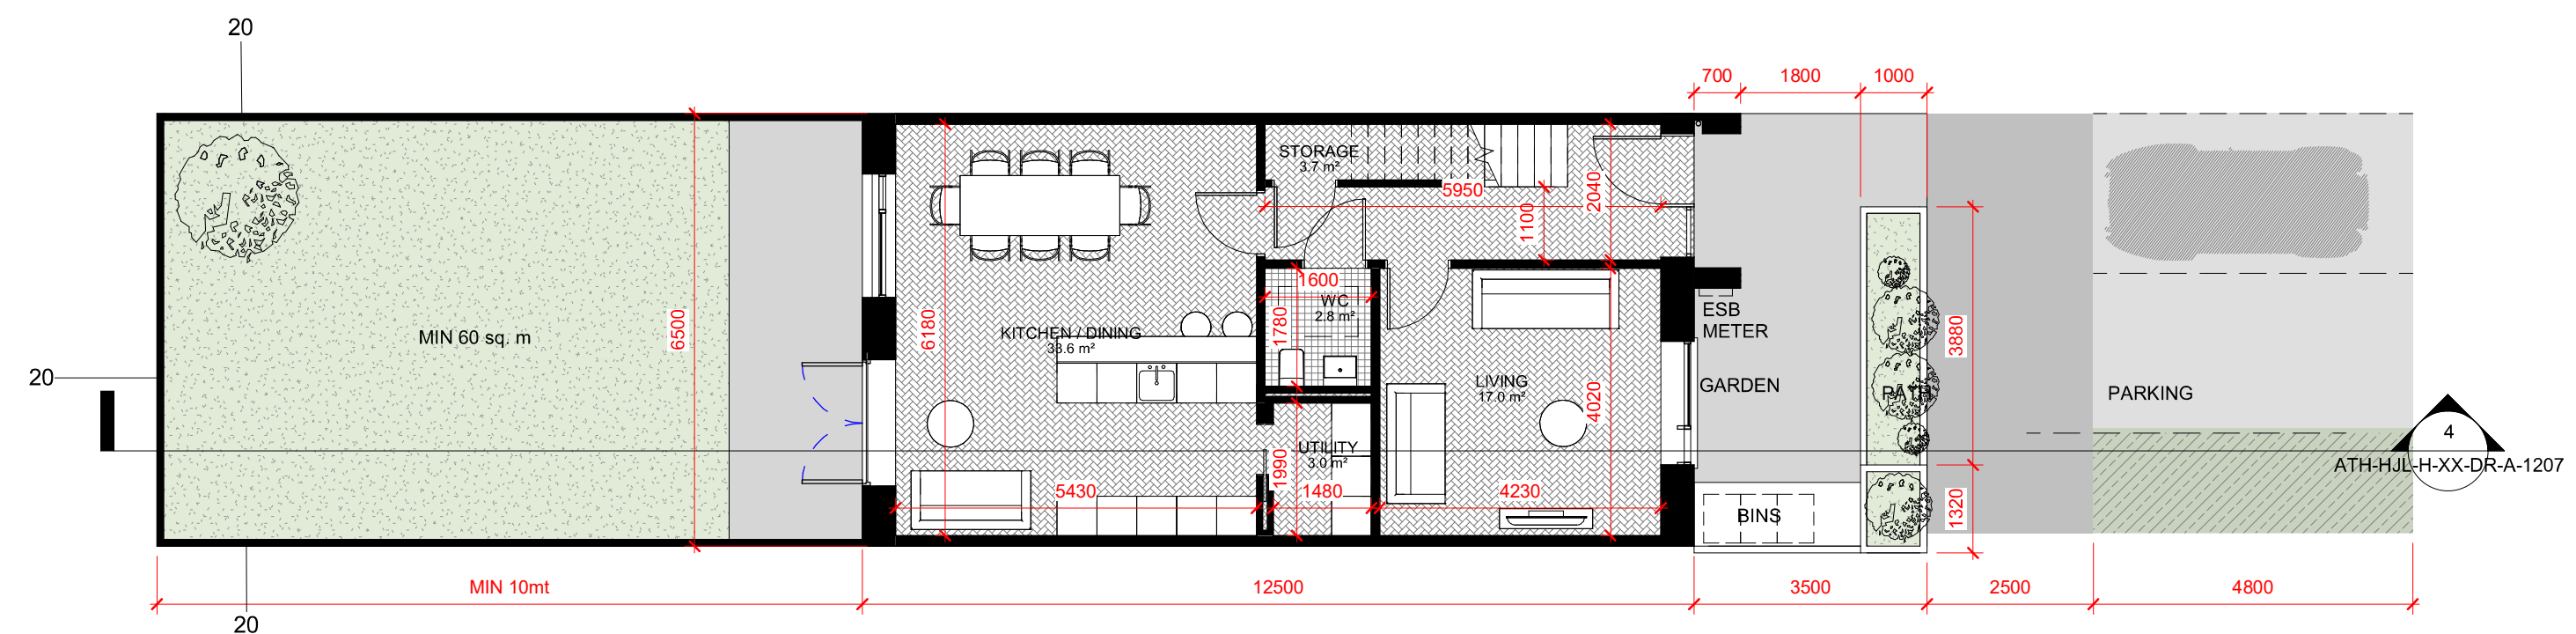 20
700
1800
1000
STORAGE
3.7 m²
5950
2040
1100
1600
WC
2.8 m²
1780
ESB
METER
MIN 60 sq. m
6500
6180
KITCHEN / DINING
33.6 m²
3880
20
LIVING
17.0 m²
4020
GARDEN
PATH
PARKING
4
UTILITY
3.0 m²
1990
ATH-HJL-H-XX-DR-A-1207
5430
1480
4230
BINS
1320
MIN 10mt
12500
3500
2500
4800
20